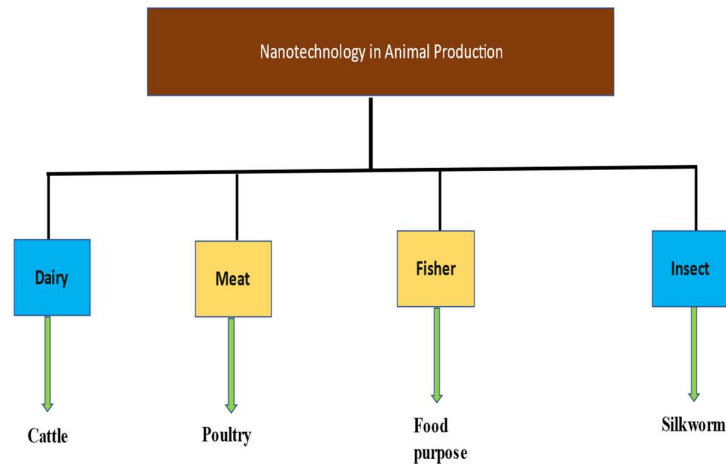 Nanotechnology in Animal Production
Dairy
Meat
Fisher
Insect
Cattle
Poultry
Food
purpose
Silkworm